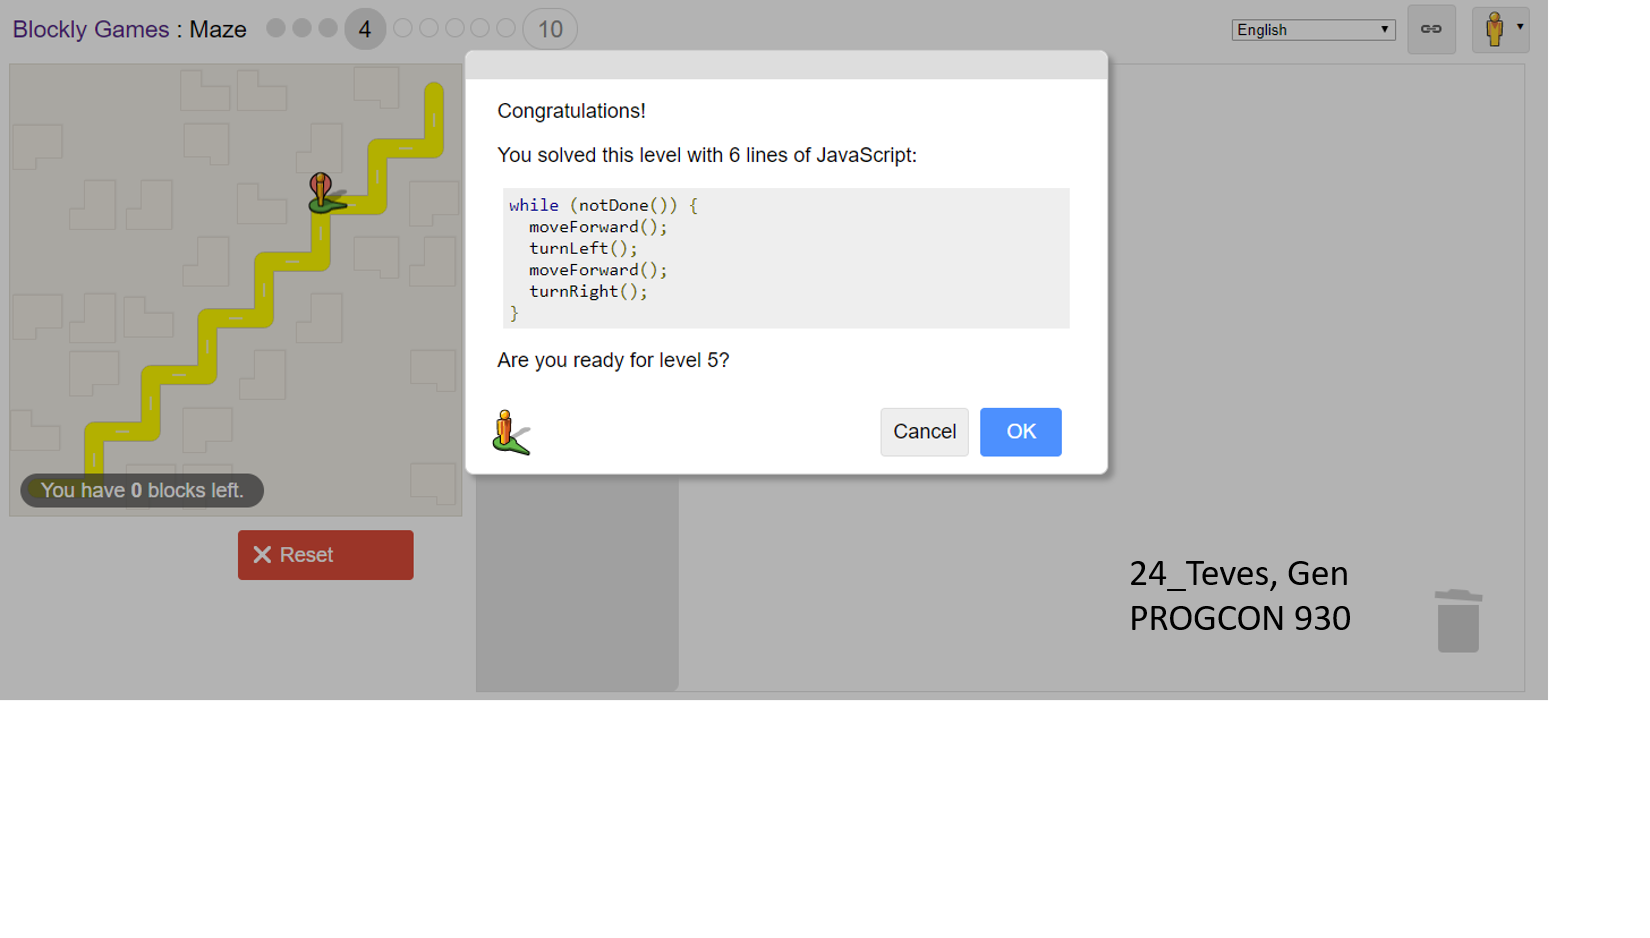 Blockly Games : Maze 4 10
English
Congratulations!
You solved this level with 6 lines of JavaScript:
while (notDone()) {
  moveForward();
  turnLeft();
  moveForward();
  turnRight();
}
Are you ready for level 5?
Cancel OK
You have 0 blocks left.
Reset
24_Teves, Gen
PROGCON 930